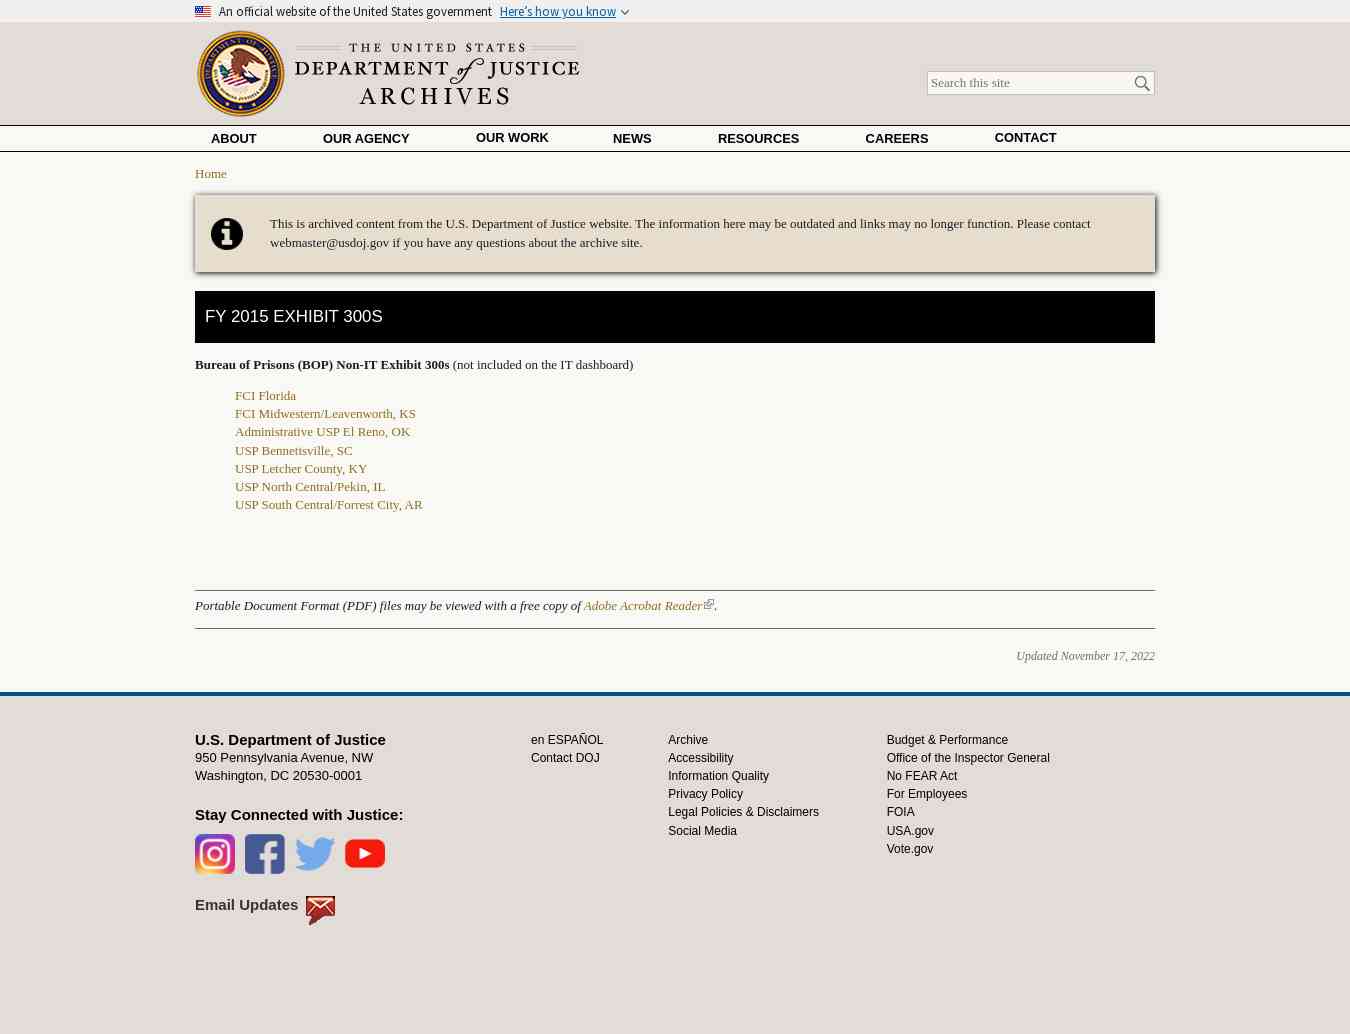 An official website of the United States government Here's how you know
THE UNITED STATES
DEPARTMENT of JUSTICE
ARCHIVES
Search this site
ABOUT OUR AGENCY OUR WORK NEWS RESOURCES CAREERS CONTACT
Home
This is archived content from the U.S. Department of Justice website. The information here may be outdated and links may no longer function. Please contact
webmaster@usdoj.gov if you have any questions about the archive site.
FY 2015 EXHIBIT 300S
Bureau of Prisons (BOP) Non-IT Exhibit 300s (not included on the IT dashboard)
FCI Florida
FCI Midwestern/Leavenworth, KS
Administrative USP El Reno, OK
USP Bennettsville, SC
USP Letcher County, KY
USP North Central/Pekin, IL
USP South Central/Forrest City, AR
Portable Document Format (PDF) files may be viewed with a free copy of Adobe Acrobat Reader.
Updated November 17, 2022
U.S. Department of Justice
950 Pennsylvania Avenue, NW
Washington, DC 20530-0001
Stay Connected with Justice:
Email Updates
en ESPAÑOL
Contact DOJ
Archive
Accessibility
Information Quality
Privacy Policy
Legal Policies & Disclaimers
Social Media
Budget & Performance
Office of the Inspector General
No FEAR Act
For Employees
FOIA
USA.gov
Vote.gov